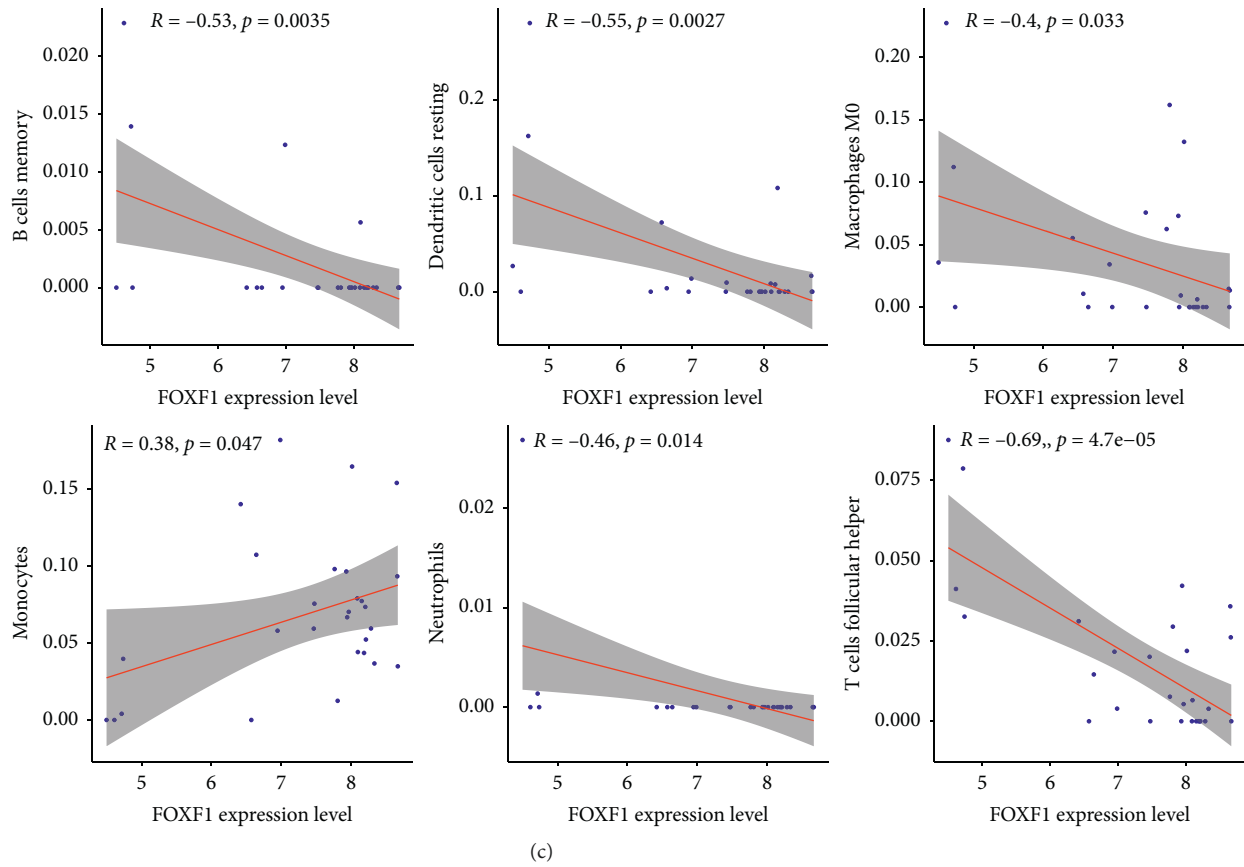 R = –0.53, p = 0.0035
B cells memory
0.020
0.015
0.010
0.005
0.000
5 6 7 8
FOXF1 expression level
R = –0.55, p = 0.0027
Dendritic cells resting
0.2
0.1
0.0
5 6 7 8
FOXF1 expression level
R = –0.4, p = 0.033
Macrophages M0
0.20
0.15
0.10
0.05
0.00
5 6 7 8
FOXF1 expression level
R = 0.38, p = 0.047
Monocytes
0.15
0.10
0.05
0.00
5 6 7 8
FOXF1 expression level
R = –0.46, p = 0.014
Neutrophils
0.02
0.01
0.00
5 6 7 8
FOXF1 expression level
R = –0.69,, p = 4.7e–05
T cells follicular helper
0.075
0.050
0.025
0.000
5 6 7 8
FOXF1 expression level
(c)